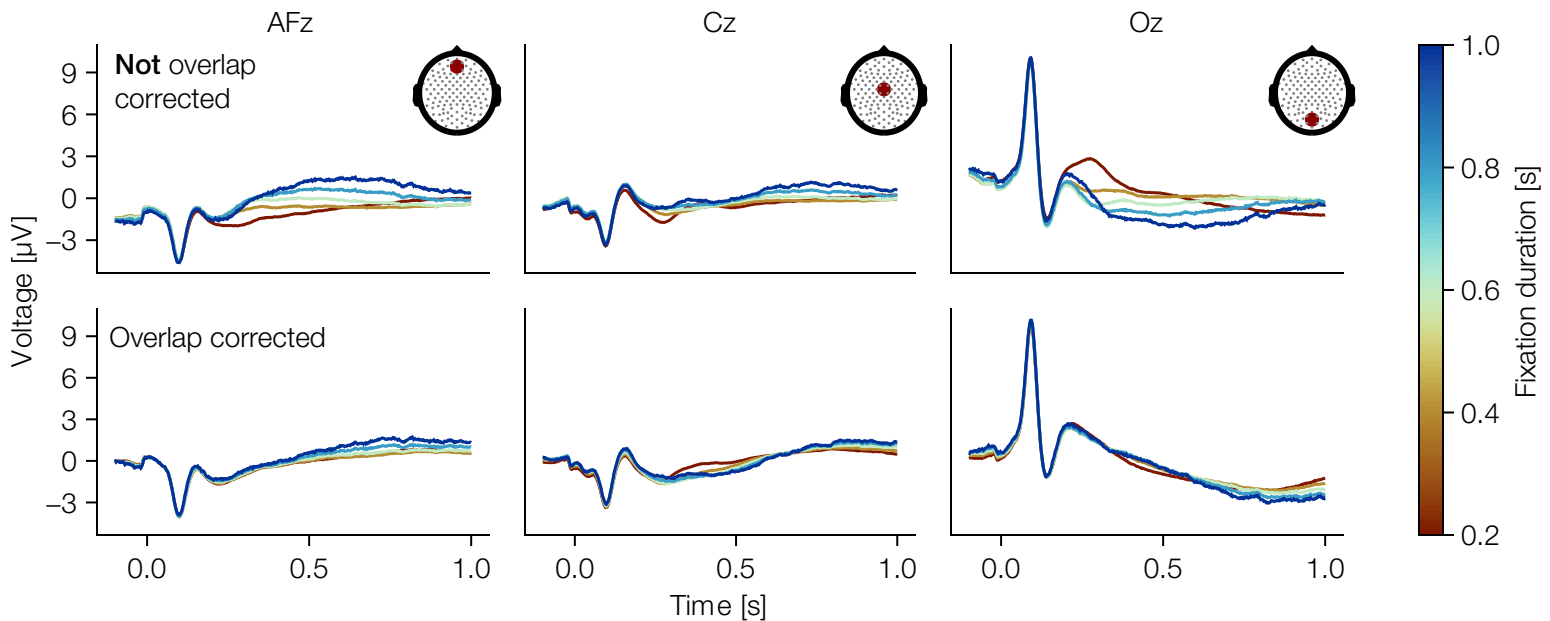 AFz
Cz
Oz
Not overlap
corrected
9
6
3
0
−3
Overlap corrected
9
6
3
0
−3
Voltage [µV]
0.0
0.5
1.0
0.0
0.5
1.0
0.0
0.5
1.0
Time [s]
1.0
0.8
0.6
0.4
0.2
Fixation duration [s]